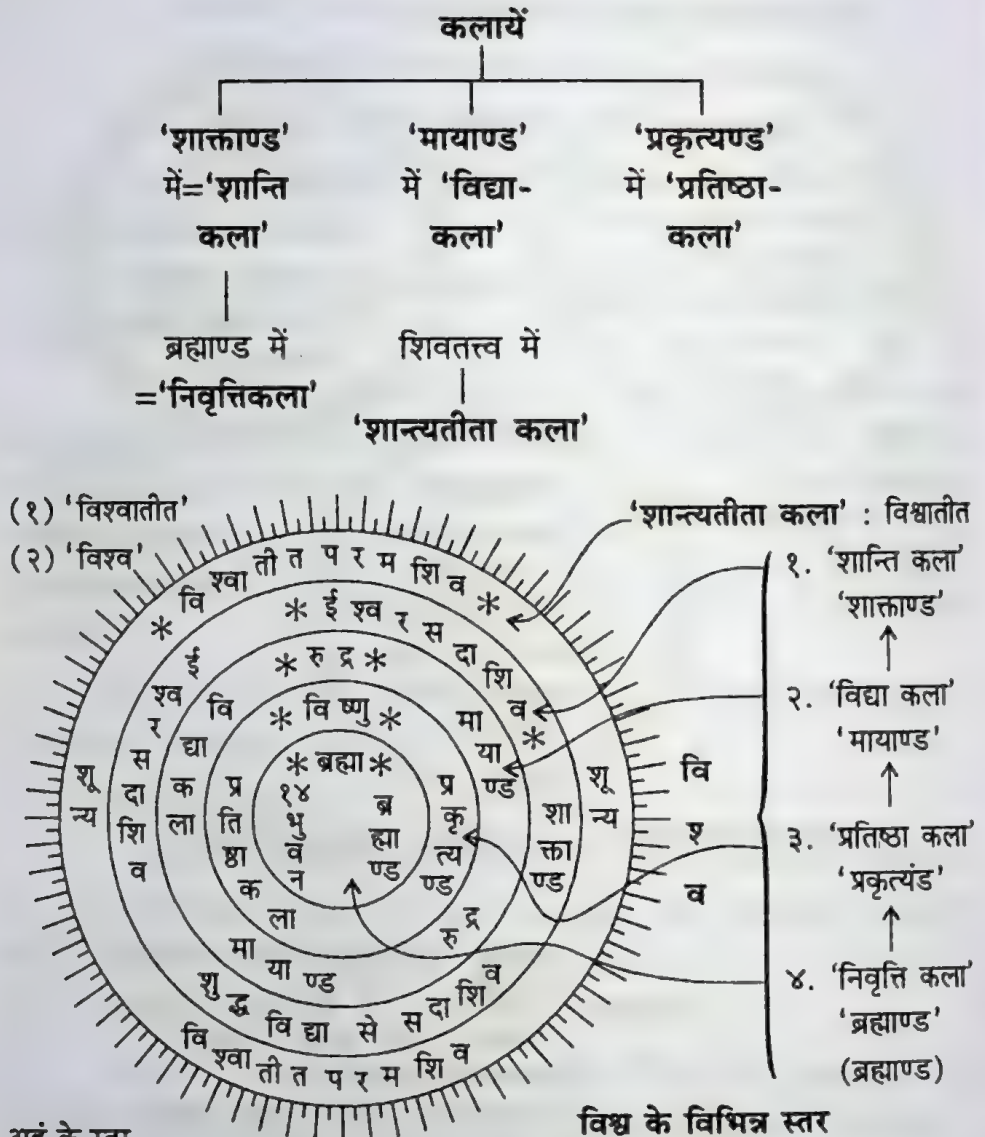 कलायें
‘शाक्ताण्ड’ ‘मायाण्ड’ ‘प्रकृत्यण्ड’
में=‘शान्ति में ‘विद्या- में ‘प्रतिष्ठा-
कला’ कला’ कला’
ब्रह्माण्ड में शिवतत्त्व में
=‘निवृत्तिकला’
‘शान्त्यतीता कला’
(१) ‘विश्वातीत’
(२) ‘विश्व’
‘शान्त्यतीता कला’ : विश्वातीत
१. ‘शान्ति कला’
‘शाक्ताण्ड’
२. ‘विद्या कला’
‘मायाण्ड’
३. ‘प्रतिष्ठा कला’
‘प्रकृत्यंड’
४. ‘निवृत्ति कला’
‘ब्रह्माण्ड’
(ब्रह्माण्ड)
विश्व
* विश्वातीत परम शिव *
* ईश्वर सदाशिव *
* रुद्र *
* विष्णु *
* ब्रह्मा *
१४ भुवन
ब्रह्माण्ड
प्रतिष्ठा कला
प्रकृत्यण्ड
विद्या कला
मायाण्ड
ईश्वर सदाशिव
शाक्ताण्ड
शून्य
शून्य
रुद्र
मायाण्ड
शुद्ध विद्या से सदाशिव
विश्वातीत परम शिव
विश्व के विभिन्न स्तर